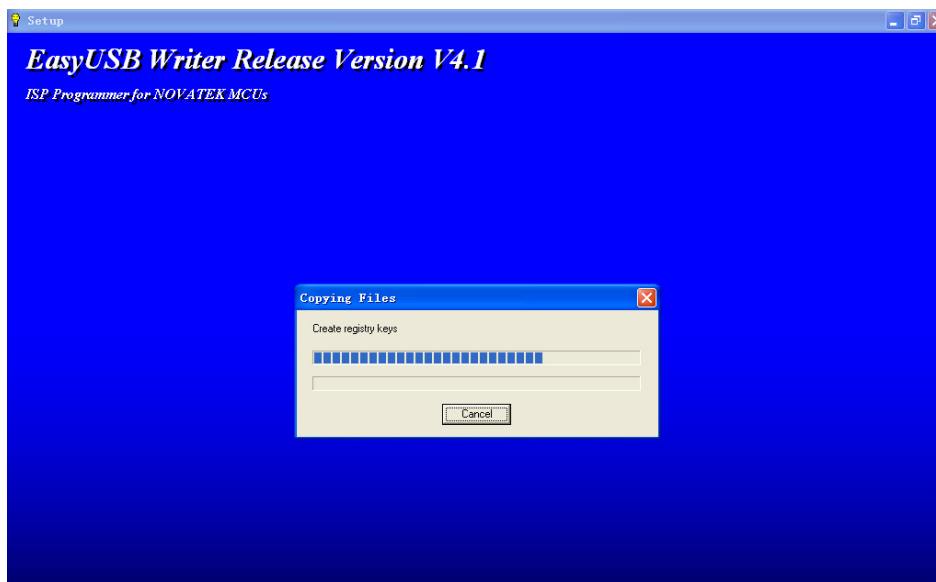 Setup
EasyUSB Writer Release Version V4.1
ISP Programmer for NOVATEK MCUs
Copying Files
Create registry keys
Cancel